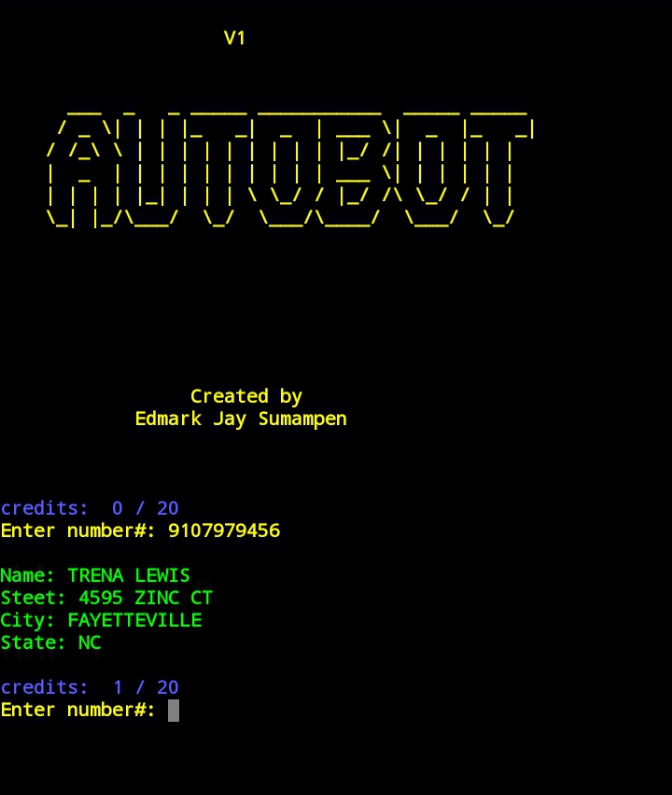 V1
AUTOBOT
Created by
Edmark Jay Sumampen
credits:  0 / 20
Enter number#: 9107979456
Name: TRENA LEWIS
Steet: 4595 ZINC CT
City: FAYETTEVILLE
State: NC
credits:  1 / 20
Enter number#: